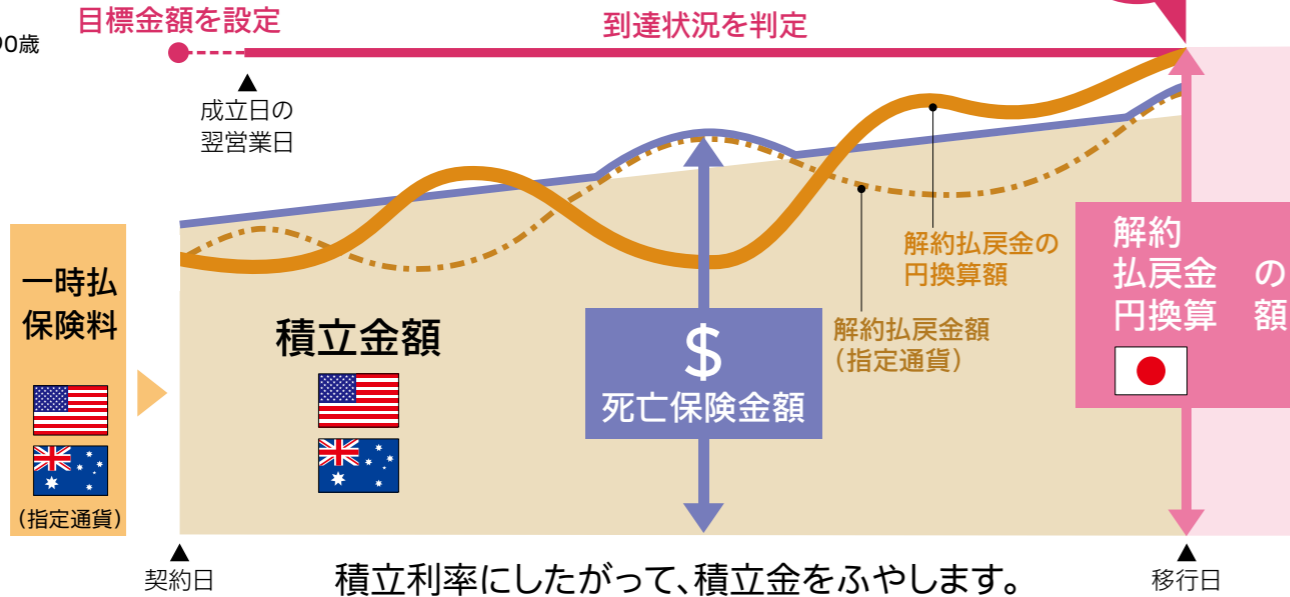 目標金額を設定
到達状況を判定
90歳
▲
成立日の
翌営業日
一時払
保険料
(指定通貨)
積立金額
$
死亡保険金額
解約払戻金の
円換算額
解約払戻金額
(指定通貨)
解約
払戻金 の
円換算 額
▲
契約日
積立利率にしたがって、積立金をふやします。
▲
移行日